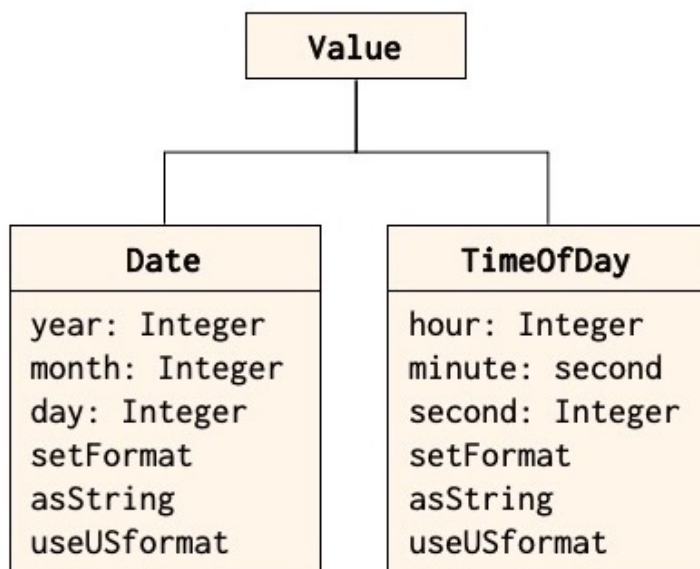 Value
Date
year: Integer
month: Integer
day: Integer
setFormat
asString
useUSformat
TimeOfDay
hour: Integer
minute: second
second: Integer
setFormat
asString
useUSformat